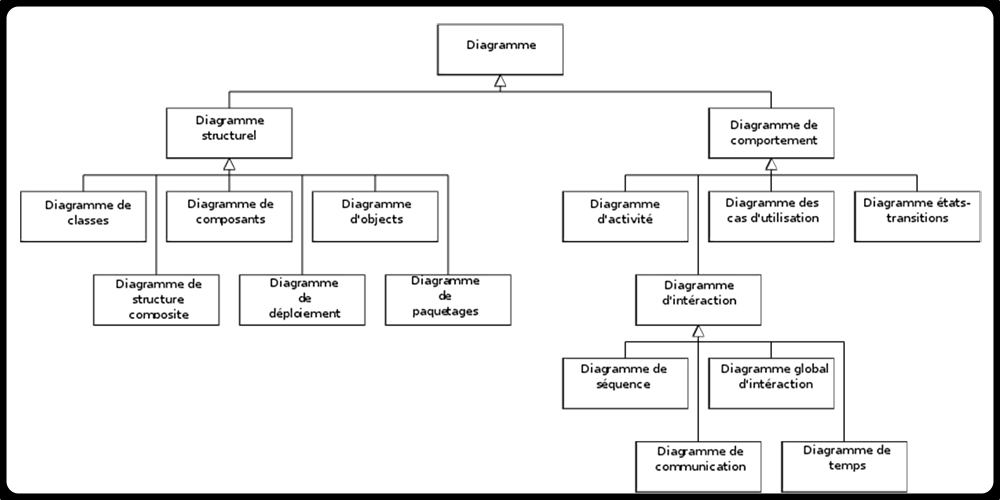 Diagramme
Diagramme
structurel
Diagramme de
comportement
Diagramme de
classes
Diagramme de
composants
Diagramme
d'objects
Diagramme
d'activité
Diagramme des
cas d'utilisation
Diagramme états-
transitions
Diagramme de
structure
composite
Diagramme
de
déploiement
Diagramme
de
paquetages
Diagramme
d'intéraction
Diagramme de
séquence
Diagramme global
d'intéraction
Diagramme de
communication
Diagramme de
temps